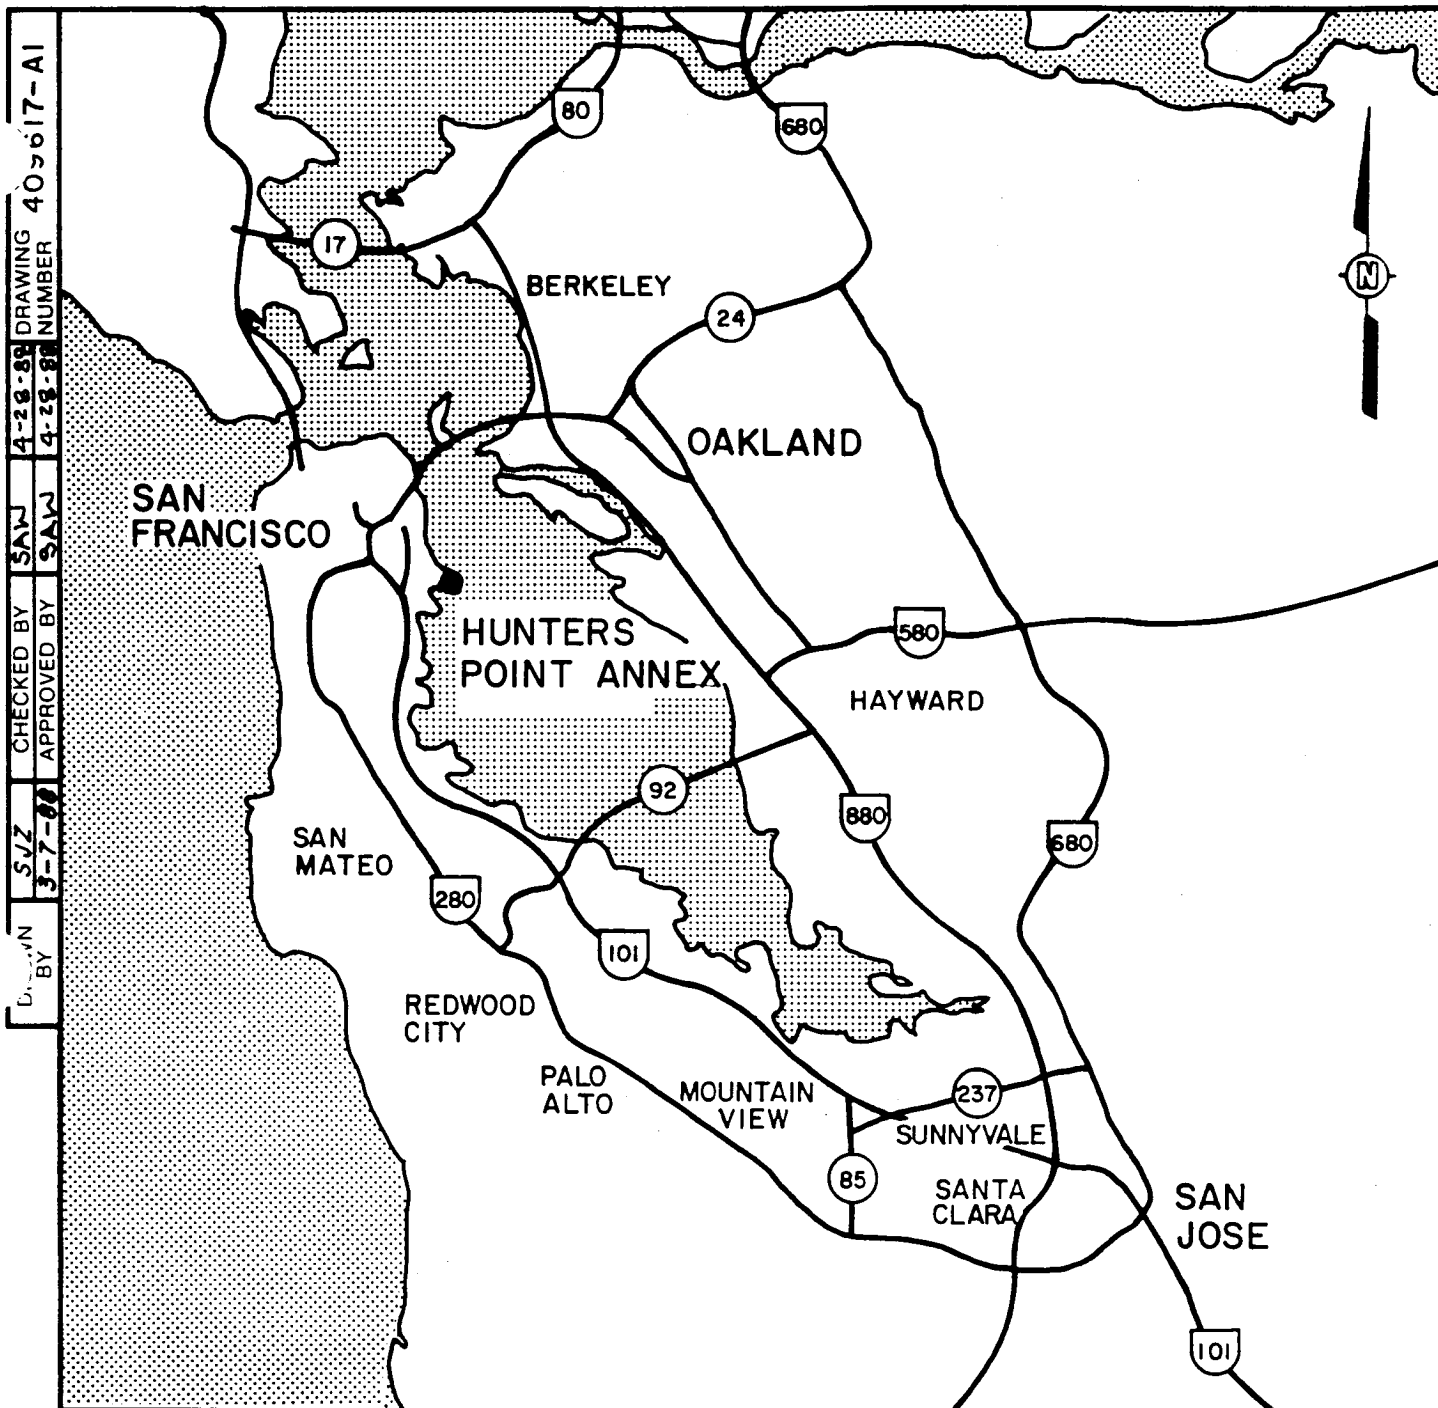 DRAWING
NUMBER
4-28-88
4-28-88
SAW
SAW
CHECKED BY
APPROVED BY
SJZ
3-7-88
BY
80
680
17
N
BERKELEY
24
OAKLAND
SAN
FRANCISCO
HUNTERS
POINT ANNEX
580
HAYWARD
92
880
680
SAN
MATEO
280
101
REDWOOD
CITY
PALO
ALTO
MOUNTAIN
VIEW
237
SUNNYVALE
85
SANTA
CLARA
SAN
JOSE
101